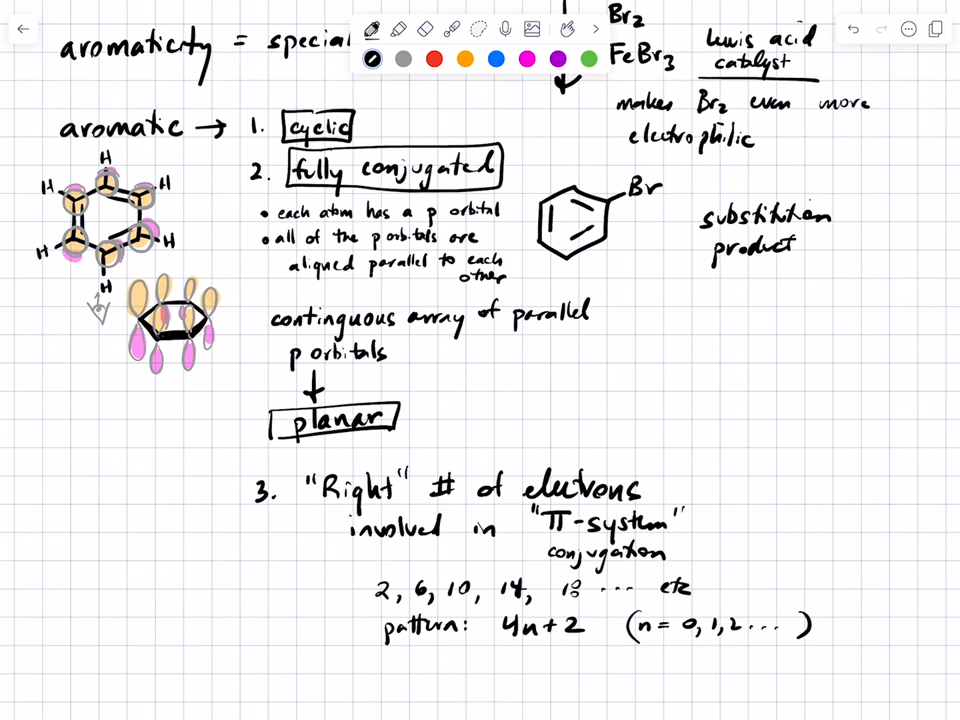 aromaticity = special
Br2
FeBr3
Lewis acid
catalyst
makes Br2 even more
electrophilic
aromatic → 1. cyclic
2. fully conjugated
• each atom has a p orbital
• all of the p orbitals are
aligned parallel to each
other
H
H
H
H
H
H
Br
substitution
product
continguous array of parallel
p orbitals
planar
3. "Right" # of electrons
involved in "π-system"
conjugation
2, 6, 10, 14, 18 ... etc
pattern: 4n+2 (n = 0, 1, 2 ... )